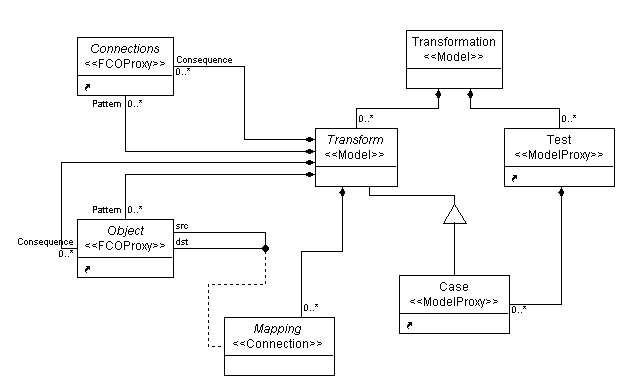 Connections
<<FCOProxy>>
Consequence
0..*
Pattern
0..*
Transformation
<<Model>>
0..*
0..*
Transform
<<Model>>
Test
<<ModelProxy>>
Pattern
0..*
Consequence
0..*
Object
<<FCOProxy>>
src
dst
0..*
Mapping
<<Connection>>
Case
<<ModelProxy>>
0..*